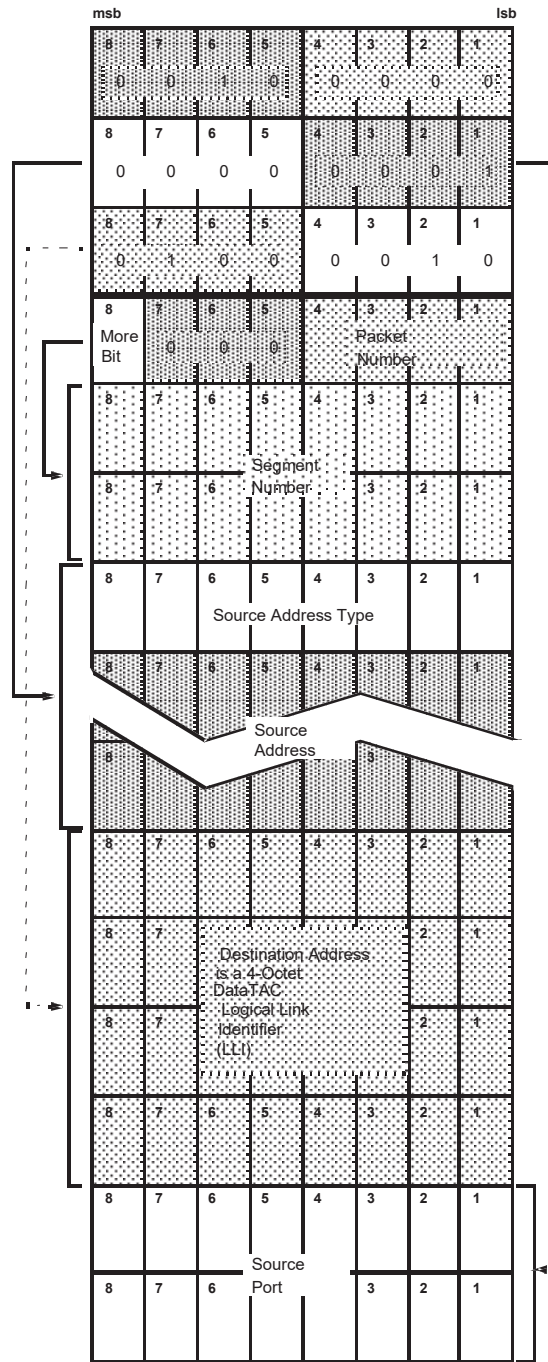 msb lsb
8 7 6 5 4 3 2 1
0 0 1 0 0 0 0 0
8 7 6 5 4 3 2 1
0 0 0 0 0 0 0 1
8 7 6 5 4 3 2 1
0 1 0 0 0 0 1 0
8 7 6 5 4 3 2 1
More 0 0 0 Packet
Bit Number
8 7 6 5 4 3 2 1
Segment
8 7 6 Number 3 2 1
8 7 6 5 4 3 2 1
Source Address Type
8 7 6 5 4 3 2 1
Source
Address
8 3 2 1
8 7 6 5 4 3 2 1
8 7 2 1
Destination Address
is a 4-Octet
DataTAC
Logical Link
Identifier
(LLI)
8 7 2 1
8 7 6 5 4 3 2 1
8 7 6 5 4 3 2 1
Source
8 7 6 Port 3 2 1